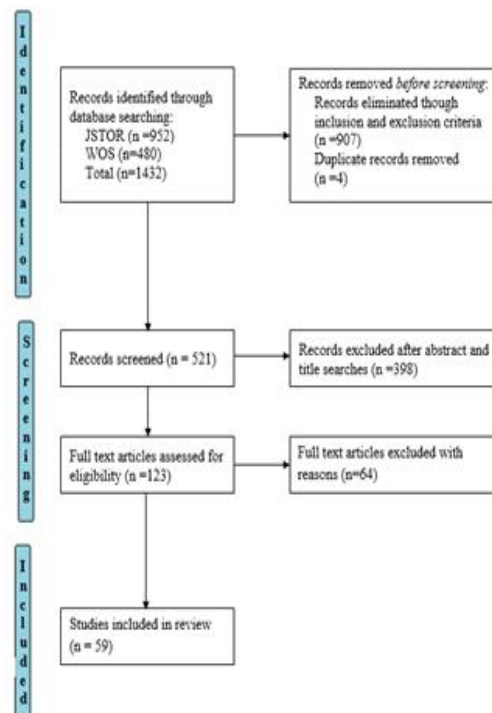 Identification
Records identified through
database searching:
JSTOR (n =952)
WOS (n=480)
Total (n=1432)
Records removed before screening:
Records eliminated though
inclusion and exclusion criteria
(n =907)
Duplicate records removed
(n =4)
Screening
Records screened (n = 521)
Records excluded after abstract and
title searches (n =398)
Full text articles assessed for
eligibility (n =123)
Full text articles excluded with
reasons (n=64)
Included
Studies included in review
(n = 59)